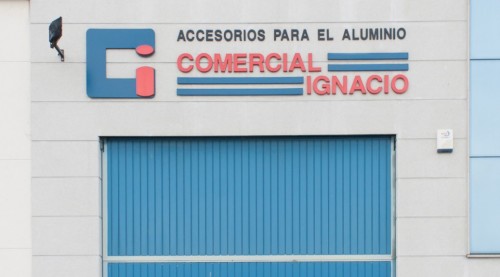 ACCESORIOS PARA EL ALUMINIO
COMERCIAL
IGNACIO